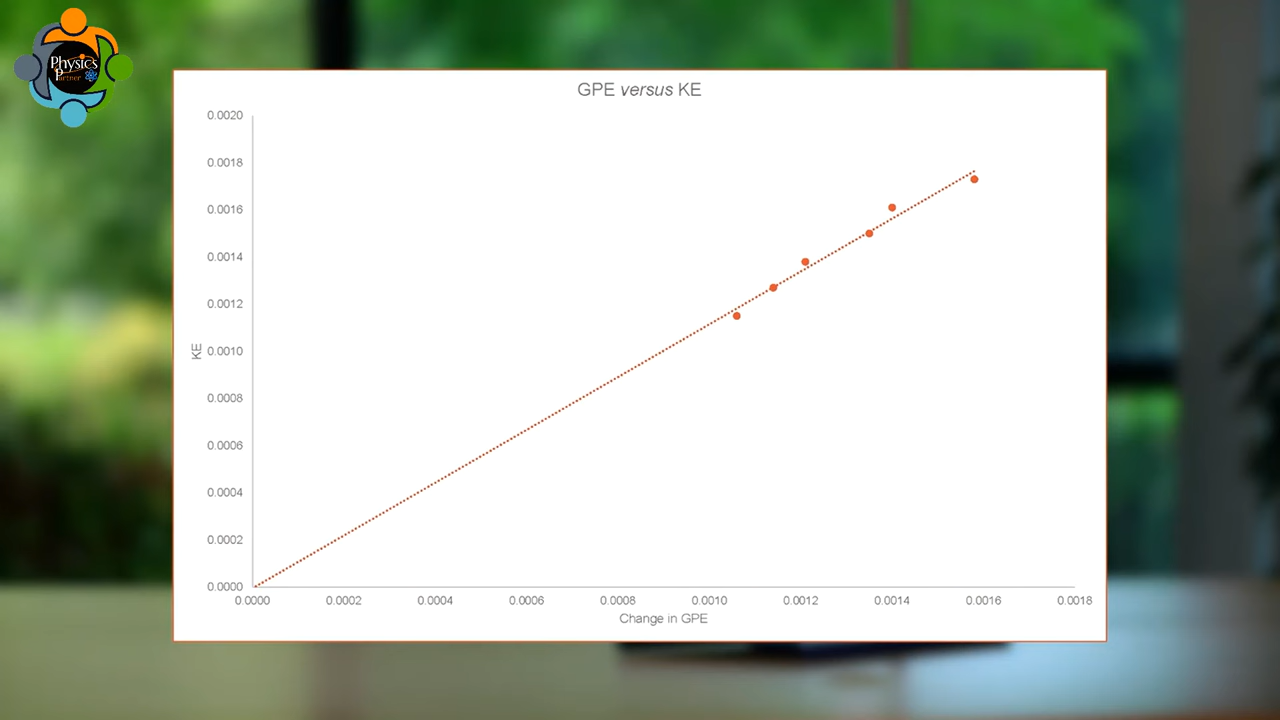 Physics
Partner
GPE versus KE
0.0020
0.0018
0.0016
0.0014
0.0012
KE
0.0010
0.0008
0.0006
0.0004
0.0002
0.0000
0.0000 0.0002 0.0004 0.0006 0.0008 0.0010 0.0012 0.0014 0.0016 0.0018
Change in GPE